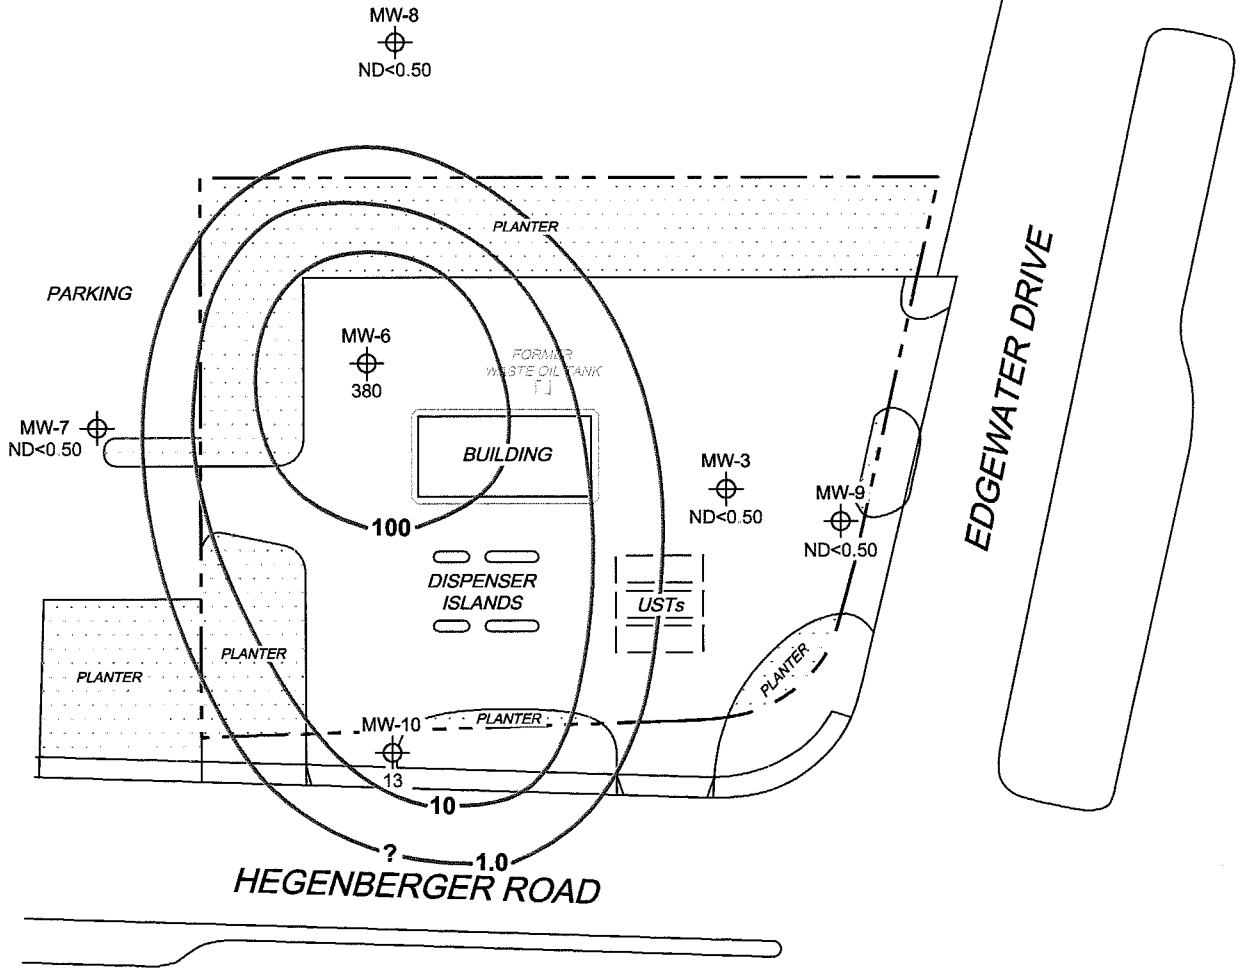 MW-8
ND<0.50
PLANTER
PARKING
MW-6
380
FORMER
WASTE OIL TANK
EDGEWATER DRIVE
MW-7
ND<0.50
BUILDING
MW-3
ND<0.50
MW-9
ND<0.50
100
DISPENSER
ISLANDS
USTs
PLANTER
PLANTER
PLANTER
PLANTER
MW-10
13
10
?
1.0
HEGENBERGER ROAD